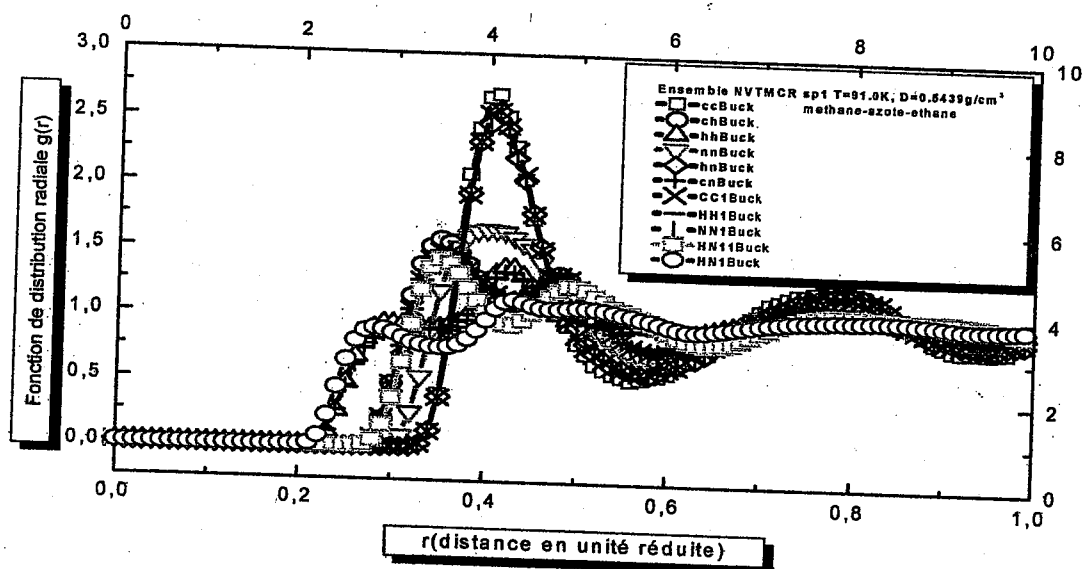 0 2 4 6 8 10
3,0
2,5
2,0
1,5
1,0
0,5
0,0
Fonction de distribution radiale g(r)
10
8
6
4
2
0
Ensemble NVTMCR sp1 T=91.0K, D=0.5439g/cm³
methane-azote-ethane
ccBuck
chBuck
hhBuck
nnBuck
hnBuck
cnBuck
CC1Buck
HH1Buck
NN1Buck
HN11Buck
HN1Buck
0,0 0,2 0,4 0,6 0,8 1,0
r(distance en unité réduite)